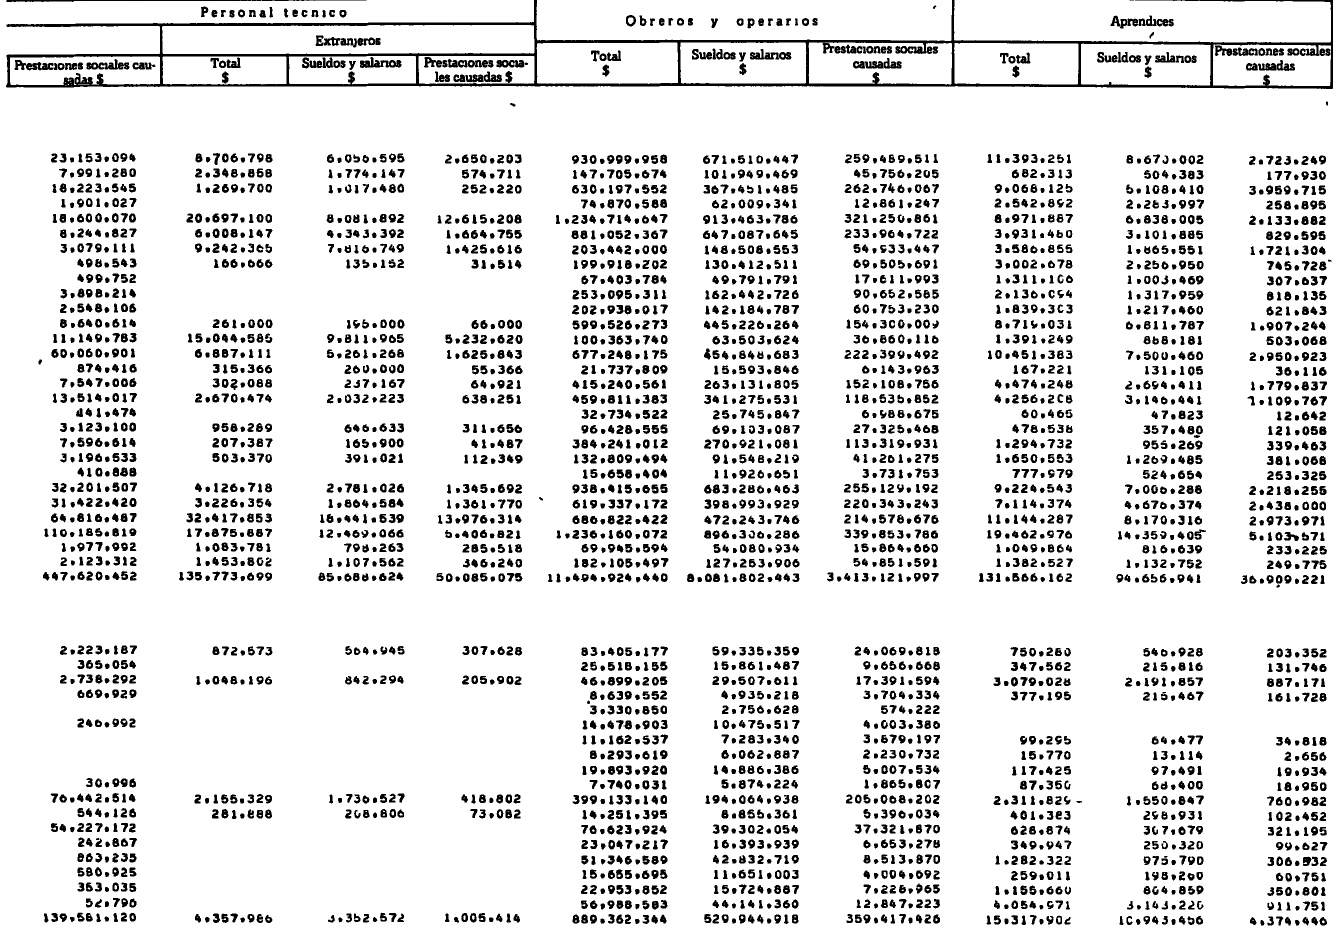 Personal tecnico Obreros y operarios Aprendices
Extranjeros
Prestaciones sociales causadas $ Total $ Sueldos y salarios $ Prestaciones sociales causadas $ Total $ Sueldos y salarios $ Prestaciones sociales causadas $ Total $ Sueldos y salarios $ Prestaciones sociales causadas $
23.153.094 8.706.798 6.056.595 2.650.203 930.999.958 671.510.447 259.489.511 11.393.251 8.670.002 2.723.249
7.991.280 2.348.858 1.774.147 574.711 147.705.674 101.949.469 45.756.205 682.313 504.383 177.930
18.223.545 1.269.700 1.017.480 252.220 630.197.552 367.451.485 262.746.067 9.068.125 5.108.410 3.959.715
1.901.027 74.870.588 62.009.341 12.861.247 2.542.892 2.283.997 258.895
18.600.070 20.697.100 8.081.892 12.615.208 1.234.714.647 913.463.786 321.250.861 8.971.887 6.838.005 2.133.882
8.244.827 6.008.147 4.343.392 1.664.755 881.052.367 647.087.645 233.964.722 3.931.480 3.101.885 829.595
3.079.111 9.242.365 7.816.749 1.425.616 203.442.000 148.508.553 54.933.447 3.586.855 1.865.551 1.721.304
498.543 166.666 135.152 31.514 199.918.202 130.412.511 69.505.691 3.002.678 2.256.950 745.728
499.752 67.403.784 49.791.791 17.611.993 1.311.106 1.003.469 307.637
3.898.214 253.095.311 162.442.726 90.652.585 2.136.094 1.317.959 818.135
2.548.106 202.938.017 142.184.787 60.753.230 1.839.303 1.217.460 621.843
8.640.614 261.000 195.000 66.000 599.526.273 445.226.264 154.300.009 8.719.031 6.811.787 1.907.244
11.149.783 15.044.585 9.811.965 5.232.620 100.363.740 63.503.624 36.860.116 1.391.249 888.181 503.068
60.060.901 6.887.111 5.261.268 1.625.843 677.248.175 454.848.683 222.399.492 10.451.383 7.500.460 2.950.923
874.416 315.366 260.000 55.366 21.737.809 15.593.846 6.143.963 167.221 131.105 36.116
7.547.006 302.088 237.167 64.921 415.240.561 263.131.805 152.108.756 4.474.248 2.694.411 1.779.837
13.514.017 2.670.474 2.032.223 638.251 459.811.383 341.275.531 118.535.852 4.256.208 3.146.441 1.109.767
441.474 32.734.522 25.745.847 6.988.675 60.465 47.823 12.642
3.123.100 958.289 646.633 311.656 96.428.555 69.103.087 27.325.468 478.538 357.480 121.058
7.596.614 207.387 165.900 41.487 384.241.012 270.921.081 113.319.931 1.294.732 955.269 339.463
3.196.533 503.370 391.021 112.349 132.809.494 91.548.219 41.261.275 1.650.553 1.269.485 381.068
410.888 15.658.404 11.926.651 3.731.753 777.979 524.654 253.325
32.201.507 4.126.718 2.781.026 1.345.692 938.415.655 683.286.463 255.129.192 9.224.543 7.006.288 2.218.255
31.422.420 3.226.354 1.864.584 1.361.770 619.337.172 398.993.929 220.343.243 7.114.374 4.676.374 2.438.000
64.816.487 32.417.853 18.441.539 13.976.314 686.822.422 472.243.746 214.578.676 11.144.287 8.170.316 2.973.971
110.185.819 17.875.887 12.469.066 5.406.821 1.236.160.072 896.306.286 339.853.786 19.462.976 14.359.405 5.103.571
1.977.992 1.083.781 798.263 285.518 69.945.594 54.080.934 15.864.660 1.049.864 816.639 233.225
2.123.312 1.453.802 1.107.562 346.240 182.105.497 127.253.906 54.851.591 1.382.527 1.132.752 249.775
447.620.452 135.773.699 85.688.624 50.085.075 11.494.924.440 8.081.802.443 3.413.121.997 131.566.162 94.656.941 36.909.221
2.223.187 872.573 564.945 307.628 83.405.177 59.335.359 24.069.818 750.280 546.928 203.352
365.054 25.518.155 15.861.487 9.656.668 347.562 215.816 131.746
2.738.292 1.048.196 842.294 205.902 46.899.205 29.507.611 17.391.594 3.079.028 2.191.857 887.171
669.929 8.639.552 4.935.218 3.704.334 377.195 215.467 161.728
3.330.850 2.756.628 574.222
246.992 14.478.903 10.475.517 4.003.386
11.162.537 7.283.340 3.879.197 99.295 64.477 34.818
8.293.619 6.062.887 2.230.732 15.770 13.114 2.656
19.893.920 14.886.386 5.007.534 117.425 97.491 19.934
30.996 7.740.031 5.874.224 1.865.807 87.350 68.400 18.950
76.442.514 2.155.329 1.736.527 418.802 399.133.140 194.064.938 205.068.202 2.311.829 1.550.847 760.982
544.126 281.888 208.806 73.082 14.251.395 8.855.361 5.396.034 401.383 298.931 102.452
54.227.172 76.623.924 39.302.054 37.321.870 628.874 307.679 321.195
242.867 23.047.217 16.393.939 6.653.278 349.947 250.320 99.627
863.235 51.346.589 42.832.719 8.513.870 1.282.322 975.790 306.532
580.925 15.655.695 11.651.003 4.004.692 259.011 198.260 60.751
353.035 22.953.852 15.724.887 7.228.965 1.155.660 804.859 350.801
52.796 56.988.583 44.141.360 12.847.223 4.054.971 3.143.220 911.751
139.581.120 4.357.986 3.352.572 1.005.414 889.362.344 529.944.918 359.417.426 15.317.902 10.943.456 4.374.446